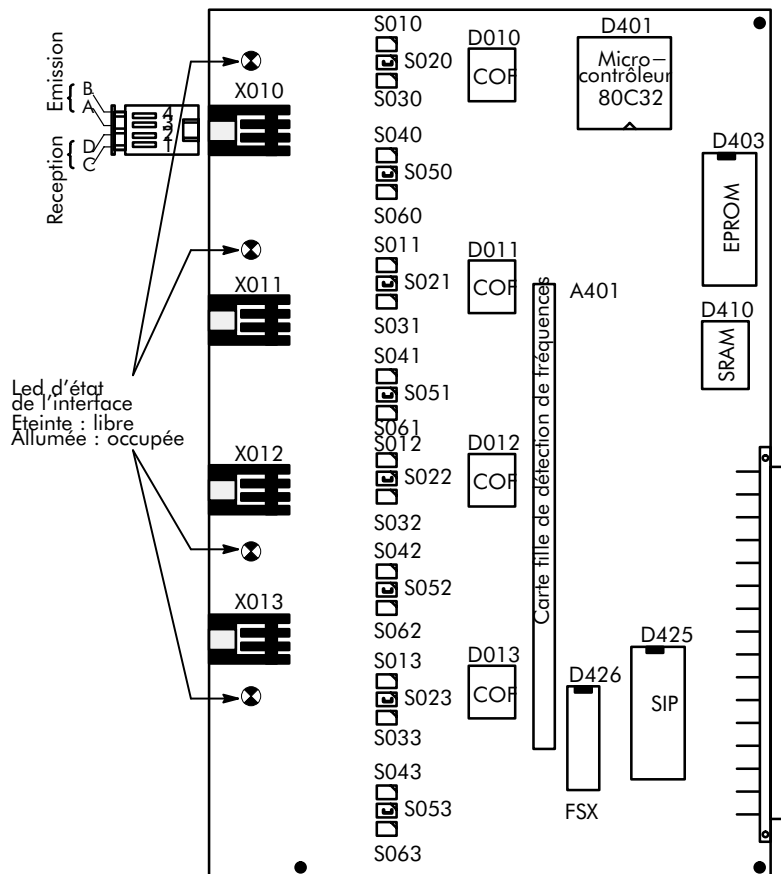 S010
D010
D401
S020
COF
Micro-
contrôleur
80C32
S030
Emission
B
A
Reception
D
C
4
3
2
1
X010
S040
S050
S060
D403
EPROM
S011
D011
S021
COF
S031
X011
A401
Carte fille de détection de fréquences
D410
SRAM
S041
S051
S061
Led d'état
de l'interface
Eteinte : libre
Allumée : occupée
S012
D012
X012
S022
COF
S032
S042
S052
S062
X013
S013
D013
S023
COF
S033
D426
FSX
D425
SIP
S043
S053
S063